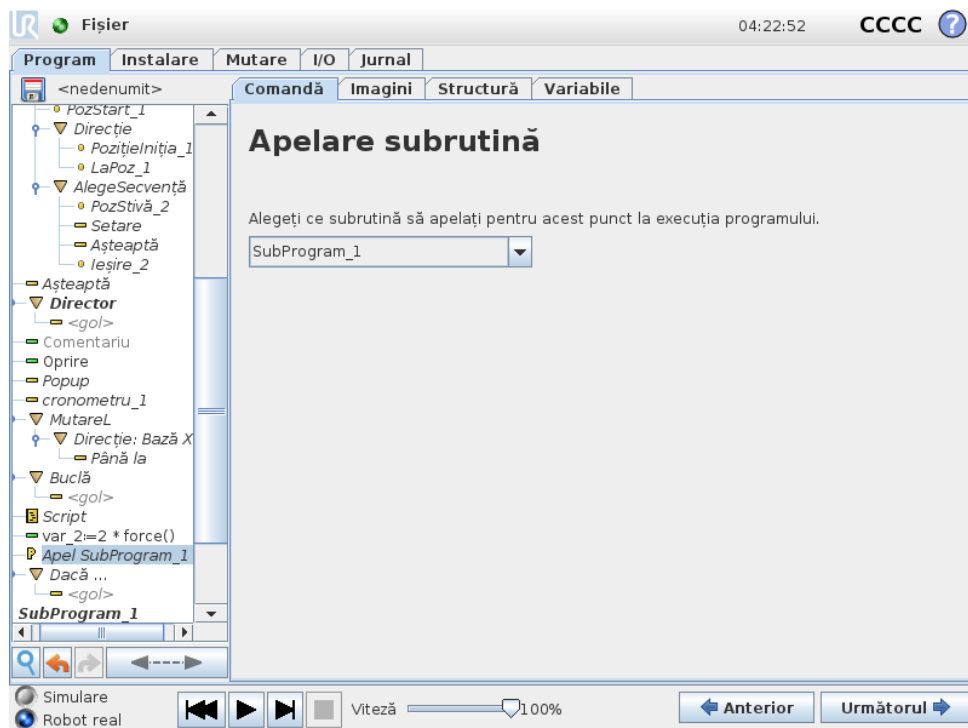 UR Fișier 04:22:52 CCCC ?
Program Instalare Mutare I/O Jurnal
<nedenumit>
Comandă Imagini Structură Variabile
PozStart_1
Direcție
PozițieIniția_1
LaPoz_1
AlegeSecvență
PozStivă_2
Setare
Așteaptă
Ieșire_2
Așteaptă
Director
<gol>
Comentariu
Oprire
Popup
cronometru_1
MutareL
Direcție: Bază X
Până la
Buclă
<gol>
Script
var_2:=2 * force()
P Apel SubProgram_1
Dacă ...
<gol>
SubProgram_1
Apelare subrutină
Alegeți ce subrutină să apelați pentru acest punct la execuția programului.
SubProgram_1
Simulare
Robot real
Viteză 100%
Anterior
Următorul